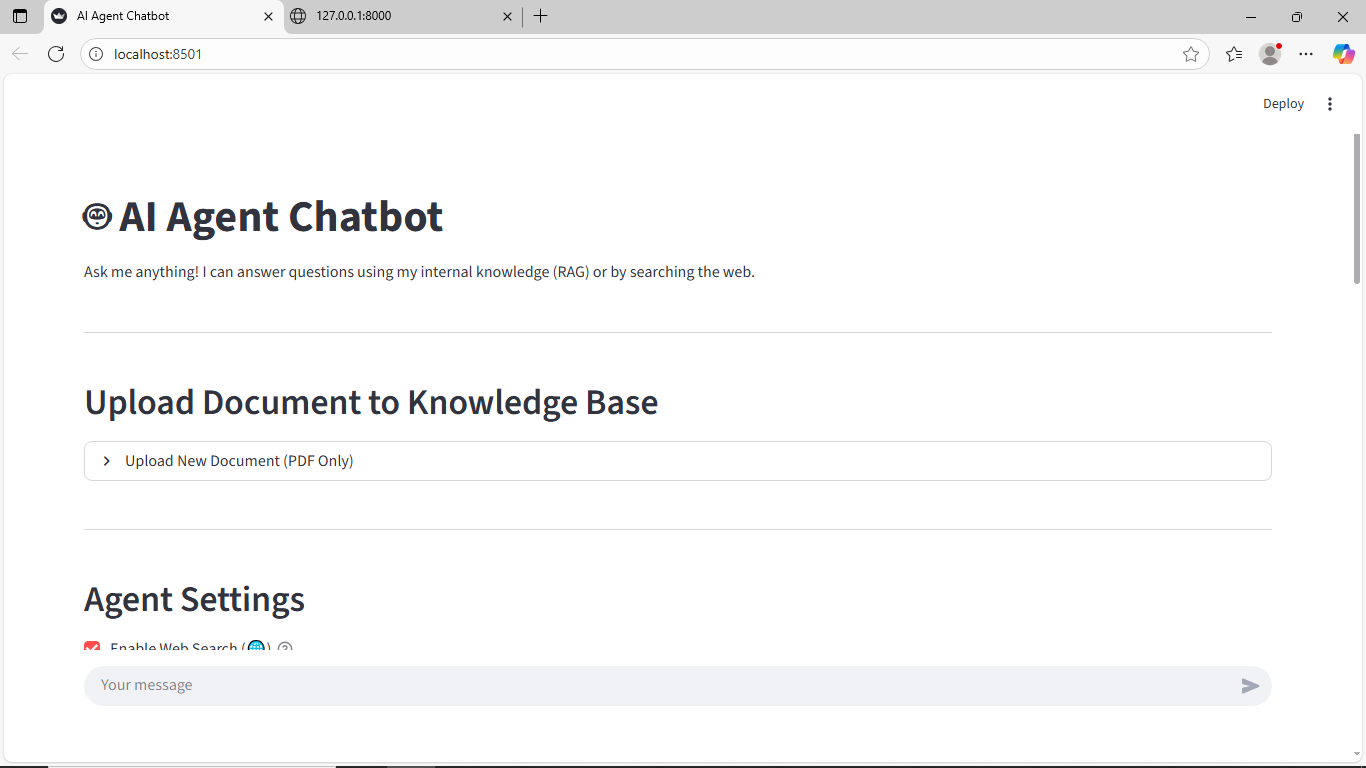 AI Agent Chatbot
127.0.0.1:8000
localhost:8501
Deploy
AI Agent Chatbot
Ask me anything! I can answer questions using my internal knowledge (RAG) or by searching the web.
Upload Document to Knowledge Base
Upload New Document (PDF Only)
Agent Settings
Enable Web Search (🌐)
Your message